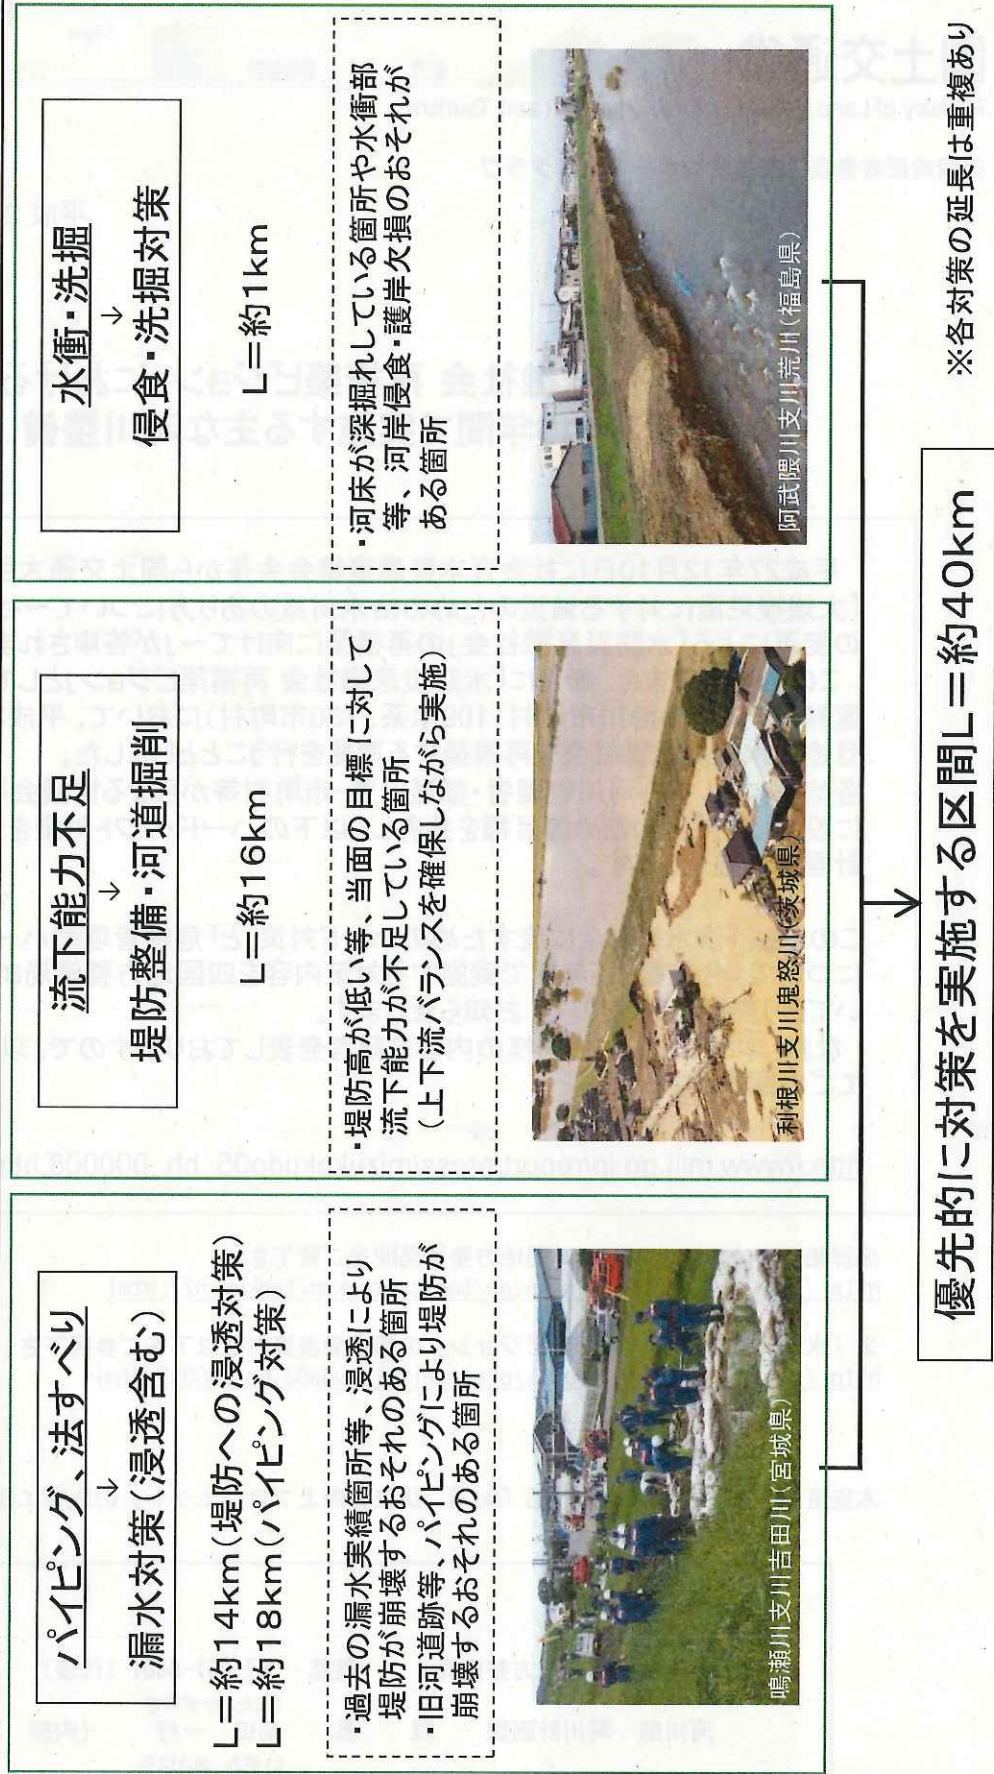 パイピング、法すべり
↓
漏水対策(浸透含む)
L=約14km(堤防への浸透対策)
L=約18km(パイピング対策)
・過去の漏水実績箇所等、浸透により
堤防が崩壊するおそれのある箇所
・旧河道跡等、パイピングにより堤防が
崩壊するおそれのある箇所
鳴瀬川支川吉田川(宮城県)
流下能力不足
↓
堤防整備・河道掘削
L=約16km
・堤防高が低い等、当面の目標に対して
流下能力が不足している箇所
(上下流バランスを確保しながら実施)
利根川支川鬼怒川(茨城県)
水衝・洗掘
↓
侵食・洗掘対策
L=約1km
・河床が深掘れしている箇所や水衝部
等、河岸侵食・護岸欠損のおそれが
ある箇所
阿武隈川支川荒川(福島県)
優先的に対策を実施する区間L=約40km
※各対策の延長は重複あり